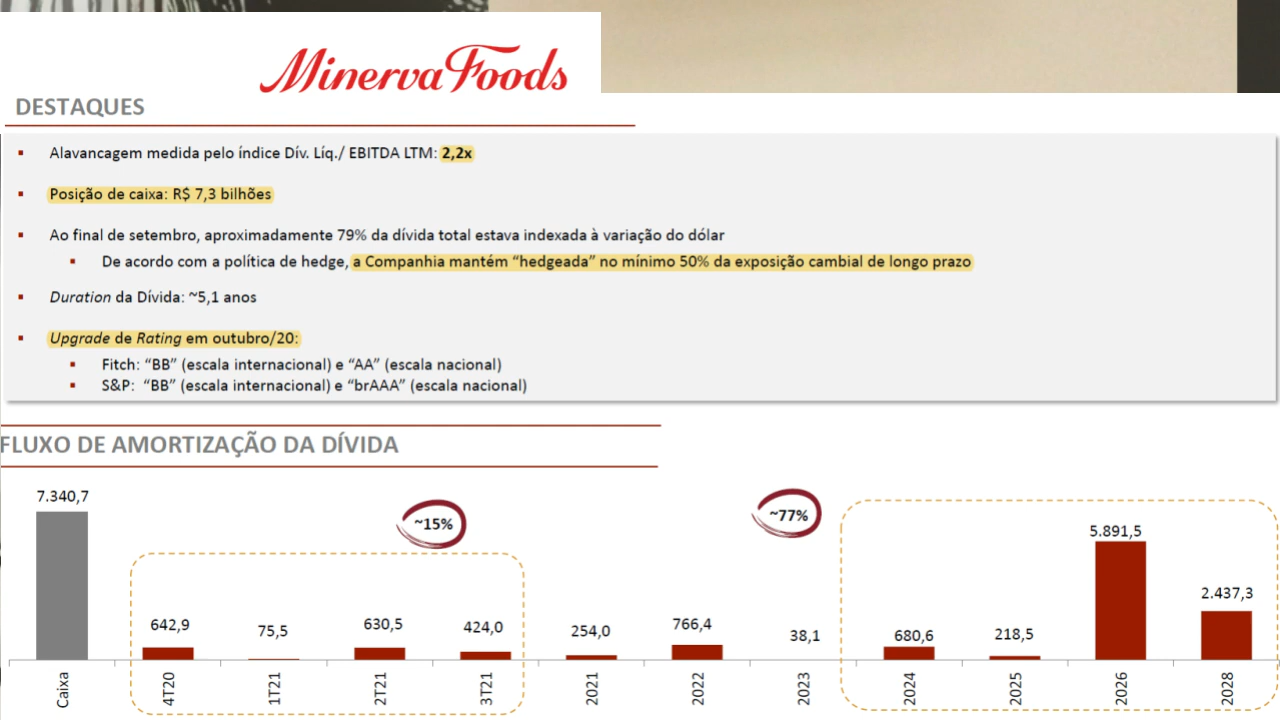 Minerva Foods
DESTAQUES
▪ Alavancagem medida pelo índice Dív. Líq./ EBITDA LTM: 2,2x
▪ Posição de caixa: R$ 7,3 bilhões
▪ Ao final de setembro, aproximadamente 79% da dívida total estava indexada à variação do dólar
▪ De acordo com a política de hedge, a Companhia mantém “hedgeada” no mínimo 50% da exposição cambial de longo prazo
▪ Duration da Dívida: ~5,1 anos
▪ Upgrade de Rating em outubro/20:
▪ Fitch: “BB” (escala internacional) e “AA” (escala nacional)
▪ S&P: “BB” (escala internacional) e “brAAA” (escala nacional)
FLUXO DE AMORTIZAÇÃO DA DÍVIDA
~15%
~77%
7.340,7
642,9
75,5
630,5
424,0
254,0
766,4
38,1
680,6
218,5
5.891,5
2.437,3
Caixa
4T20
1T21
2T21
3T21
2021
2022
2023
2024
2025
2026
2028